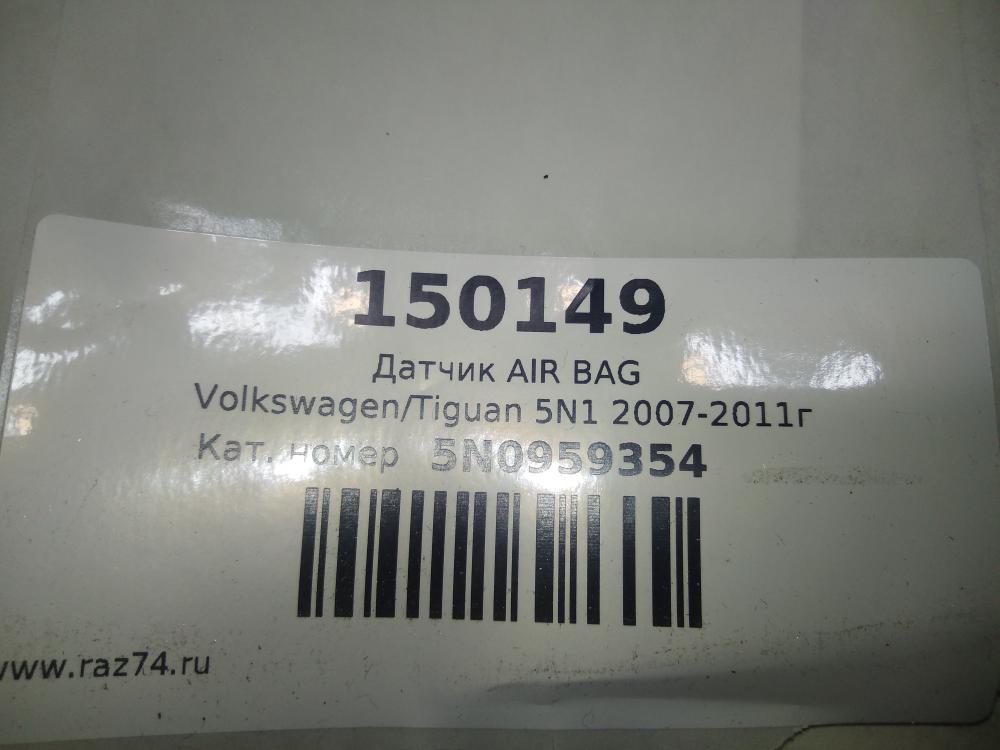 150149
Датчик AIR BAG
Volkswagen/Tiguan 5N1 2007-2011г
Кат. номер 5N0959354
www.raz74.ru